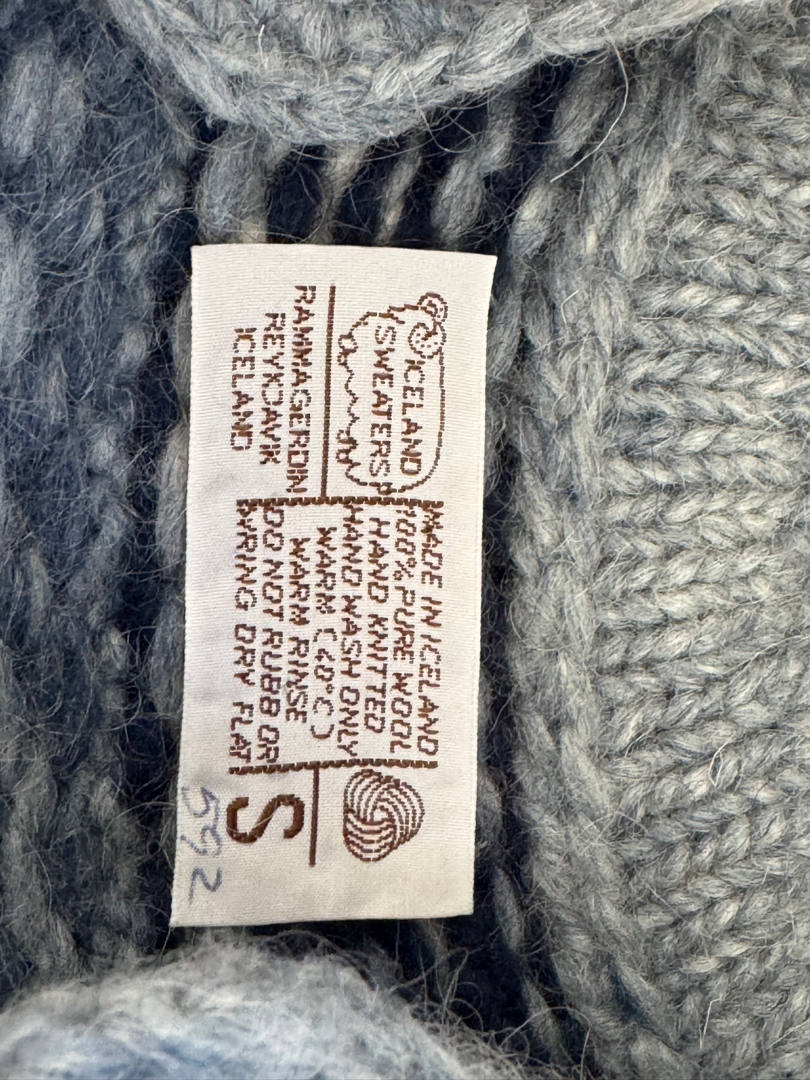 ICELAND
SWEATERS
RAMMAGERDIN
REYKJAVIK
ICELAND
MADE IN ICELAND
100% PURE WOOL
HAND KNITTED
HAND WASH ONLY
WARM (40°C)
WARM RINSE
DO NOT RUBB OR
WRING DRY FLAT
S
592